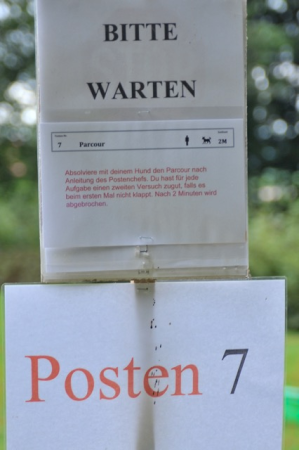 BITTE
WARTEN
7 Parcour 2M
Absolviere mit deinem Hund den Parcour nach
Anleitung des Postenchefs. Du hast für jede
Aufgabe einen zweiten Versuch zugut, falls es
beim ersten Mal nicht klappt. Nach 2 Minuten wird
abgebrochen.
Posten 7